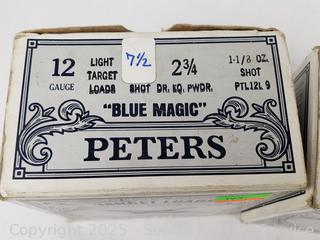 12 GAUGE
LIGHT TARGET LOADS
7½ SHOT
2¾ DR. EQ. PWDR.
1-1/8 OZ. SHOT
PTL12L 9
"BLUE MAGIC"
PETERS
© 2025